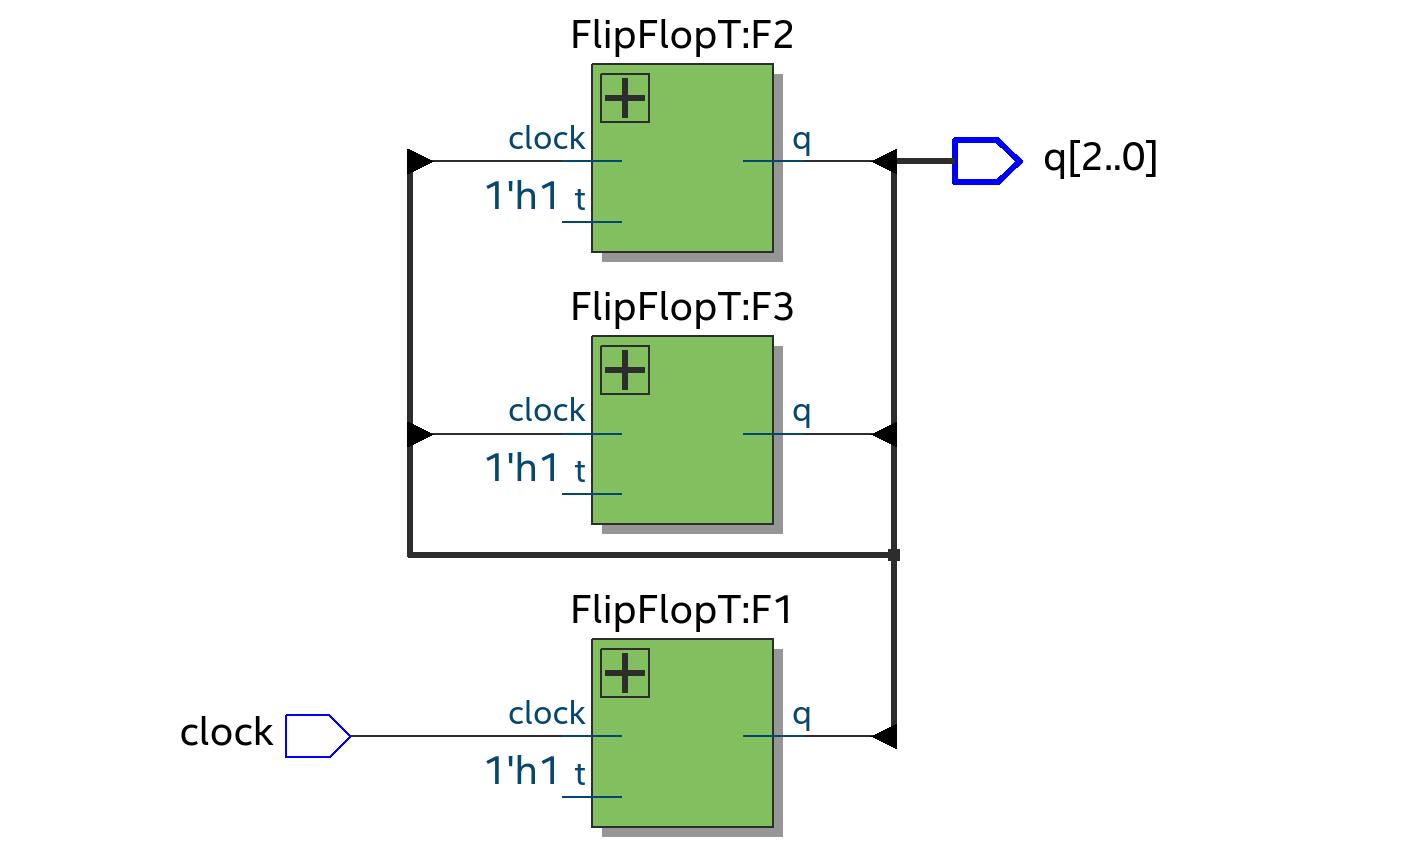 FlipFlopT:F2
clock
q
q[2..0]
1'h1 t
FlipFlopT:F3
clock
q
1'h1 t
FlipFlopT:F1
clock
clock
q
1'h1 t